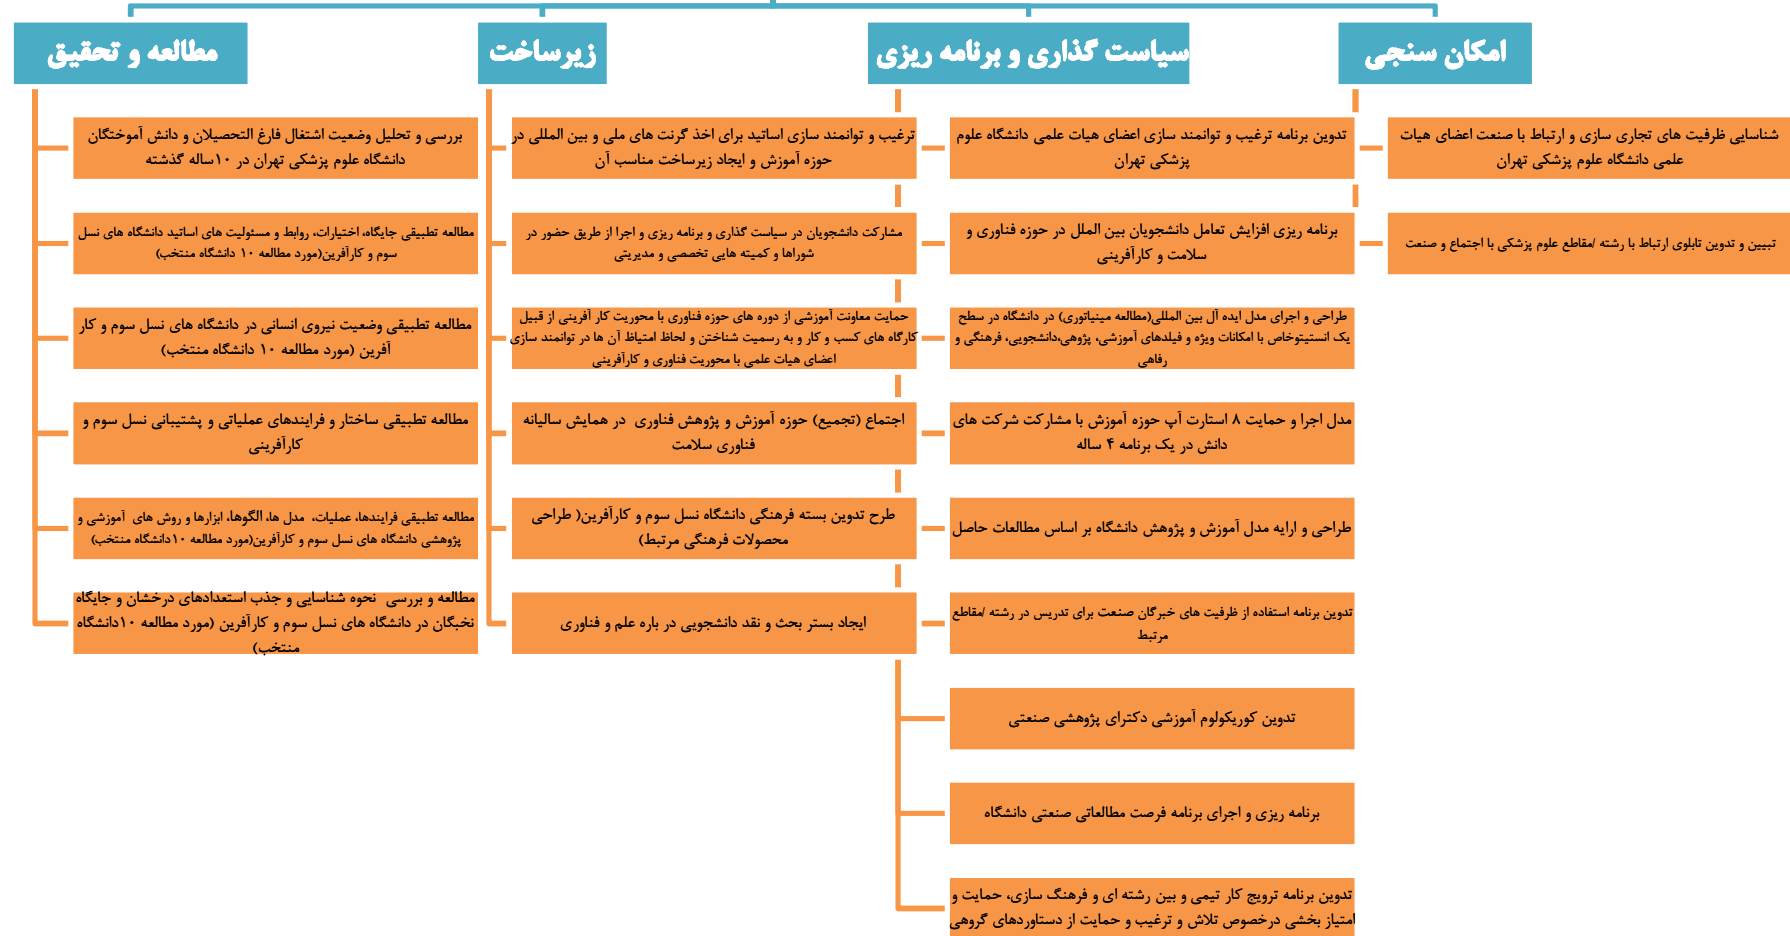 امکان سنجی
شناسایی ظرفیت های تجاری سازی و ارتباط با صنعت اعضای هیات
علمی دانشگاه علوم پزشکی تهران
تبیین و تدوین تابلوی ارتباط با رشته /مقاطع علوم پزشکی با اجتماع و صنعت
سیاست گذاری و برنامه ریزی
تدوین برنامه ترغیب و توانمند سازی اعضای هیات علمی دانشگاه علوم
پزشکی تهران
برنامه ریزی افزایش تعامل دانشجویان بین الملل در حوزه فناوری و
سلامت و کارآفرینی
طراحی و اجرای مدل ایده آل بین المللی(مطالعه مینیاتوری) در دانشگاه در سطح
یک انستیتوخاص با امکانات ویژه و فیلدهای آموزشی، پژوهی،دانشجویی، فرهنگی و
رفاهی
مدل اجرا و حمایت ۸ استارت آپ حوزه آموزش با مشارکت شرکت های
دانش در یک برنامه ۴ ساله
طراحی و ارایه مدل آموزش و پژوهش دانشگاه بر اساس مطالعات حاصل
تدوین برنامه استفاده از ظرفیت های خبرگان صنعت برای تدریس در رشته /مقاطع
مرتبط
تدوین کوریکولوم آموزشی دکترای پژوهشی صنعتی
برنامه ریزی و اجرای برنامه فرصت مطالعاتی صنعتی دانشگاه
تدوین برنامه ترویج کار تیمی و بین رشته ای و فرهنگ سازی، حمایت و
امتیاز بخشی درخصوص تلاش و ترغیب و حمایت از دستاوردهای گروهی
زیرساخت
ترغیب و توانمند سازی اساتید برای اخذ گرنت های ملی و بین المللی در
حوزه آموزش و ایجاد زیرساخت مناسب آن
مشارکت دانشجویان در سیاست گذاری و برنامه ریزی و اجرا از طریق حضور در
شوراها و کمیته هایی تخصصی و مدیریتی
حمایت معاونت آموزشی از دوره های حوزه فناوری با محوریت کار آفرینی از قبیل
کارگاه های کسب و کار و به رسمیت شناختن و لحاظ امتیاظ آن ها در توانمند سازی
اعضای هیات علمی با محوریت فناوری و کارآفرینی
اجتماع (تجمیع) حوزه آموزش و پژوهش فناوری در همایش سالیانه
فناوری سلامت
طرح تدوین بسته فرهنگی دانشگاه نسل سوم و کارآفرین( طراحی
محصولات فرهنگی مرتبط)
ایجاد بستر بحث و نقد دانشجویی در باره علم و فناوری
مطالعه و تحقیق
بررسی و تحلیل وضعیت اشتغال فارغ التحصیلان و دانش آموختگان
دانشگاه علوم پزشکی تهران در ۱۰ساله گذشته
مطالعه تطبیقی جایگاه، اختیارات، روابط و مسئولیت های اساتید دانشگاه های نسل
سوم و کارآفرین(مورد مطالعه ۱۰ دانشگاه منتخب)
مطالعه تطبیقی وضعیت نیروی انسانی در دانشگاه های نسل سوم و کار
آفرین (مورد مطالعه ۱۰ دانشگاه منتخب)
مطالعه تطبیقی ساختار و فرایندهای عملیاتی و پشتیبانی نسل سوم و
کارآفرینی
مطالعه تطبیقی فرایندها، عملیات، مدل ها، الگوها، ابزارها و روش های آموزشی و
پژوهشی دانشگاه های نسل سوم و کارآفرین(مورد مطالعه ۱۰دانشگاه منتخب)
مطالعه و بررسی نحوه شناسایی و جذب استعدادهای درخشان و جایگاه
نخبگان در دانشگاه های نسل سوم و کارآفرین (مورد مطالعه ۱۰دانشگاه
منتخب)